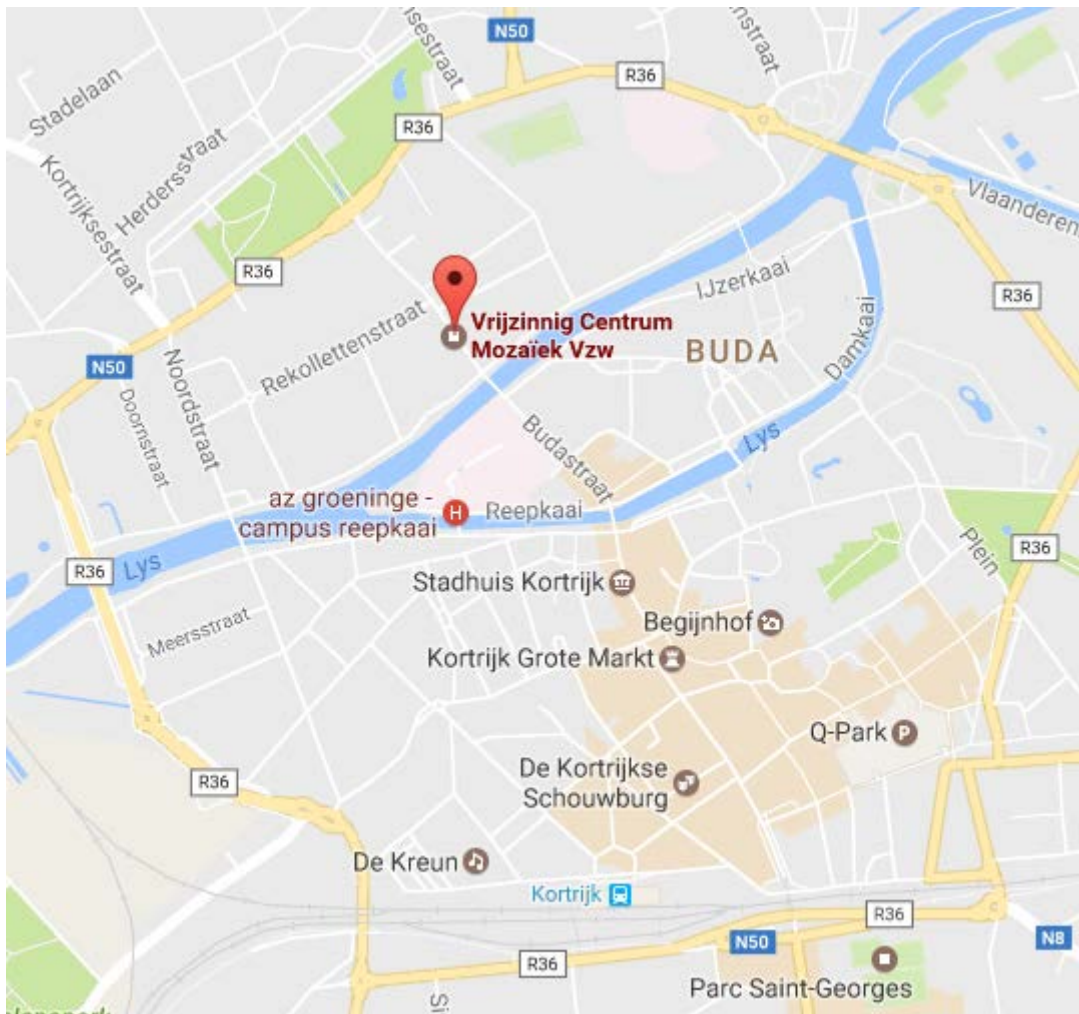 N50
R36
Stadelaan
R36
Herdersstraat
Kortrijksestraat
Vlaanderen
R36
IJzerkaai
R36
Vrijzinnig Centrum
Mozaïek Vzw
Rekollettenstraat
BUDA
Damkaai
N50
Noordstraat
Doornstraat
Budastraat
Lys
az groeninge -
campus reepkaai
H
Reepkaai
Plein
R36
Lys
R36
Stadhuis Kortrijk
Meersstraat
Begijnhof
Kortrijk Grote Markt
Q-Park
P
De Kortrijkse
Schouwburg
R36
De Kreun
Kortrijk
R36
N50
N8
R36
Parc Saint-Georges
Si